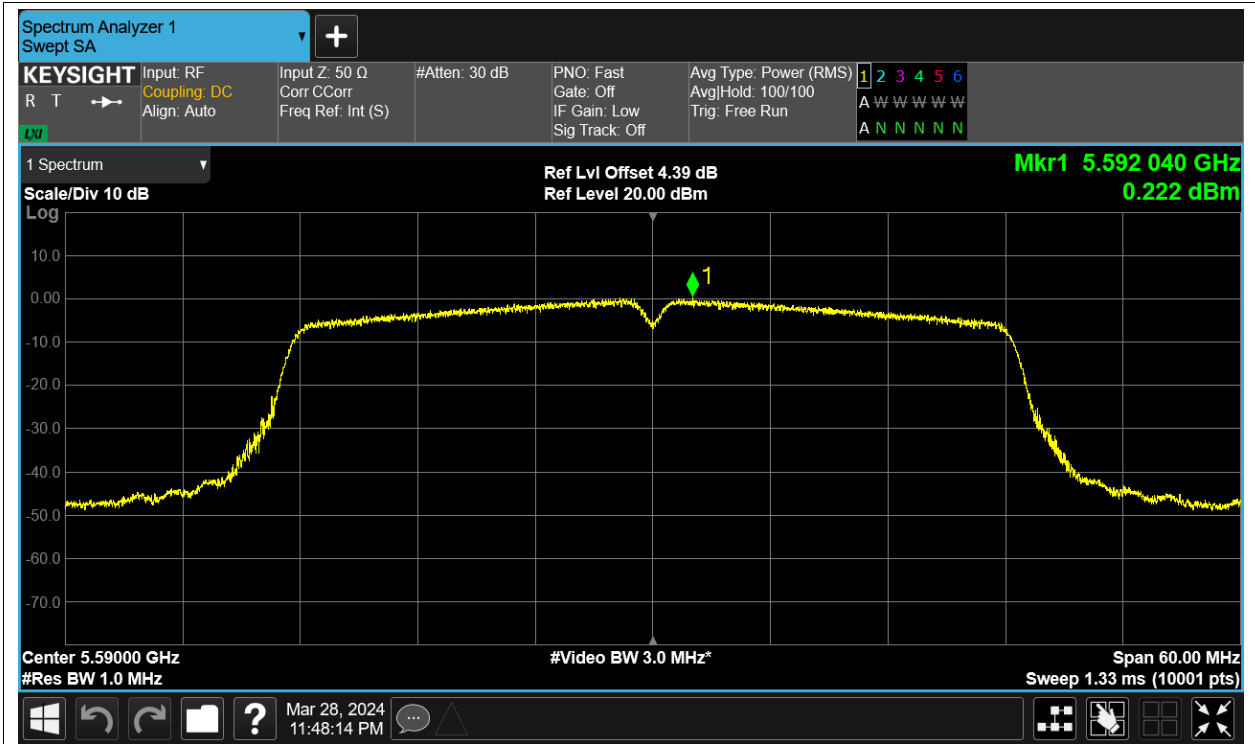 Spectrum Analyzer 1
Swept SA
KEYSIGHT
R T
LXI
Input: RF
Coupling: DC
Align: Auto
Input Z: 50 Ω
Corr CCorr
Freq Ref: Int (S)
#Atten: 30 dB
PNO: Fast
Gate: Off
IF Gain: Low
Sig Track: Off
Avg Type: Power (RMS)
Avg|Hold: 100/100
Trig: Free Run
1 2 3 4 5 6
A W W W W W
A N N N N N
1 Spectrum
Scale/Div 10 dB
Log
Ref Lvl Offset 4.39 dB
Ref Level 20.00 dBm
Mkr1 5.592 040 GHz
0.222 dBm
1
10.0
0.00
-10.0
-20.0
-30.0
-40.0
-50.0
-60.0
-70.0
Center 5.59000 GHz
#Res BW 1.0 MHz
#Video BW 3.0 MHz*
Span 60.00 MHz
Sweep 1.33 ms (10001 pts)
?
Mar 28, 2024
11:48:14 PM